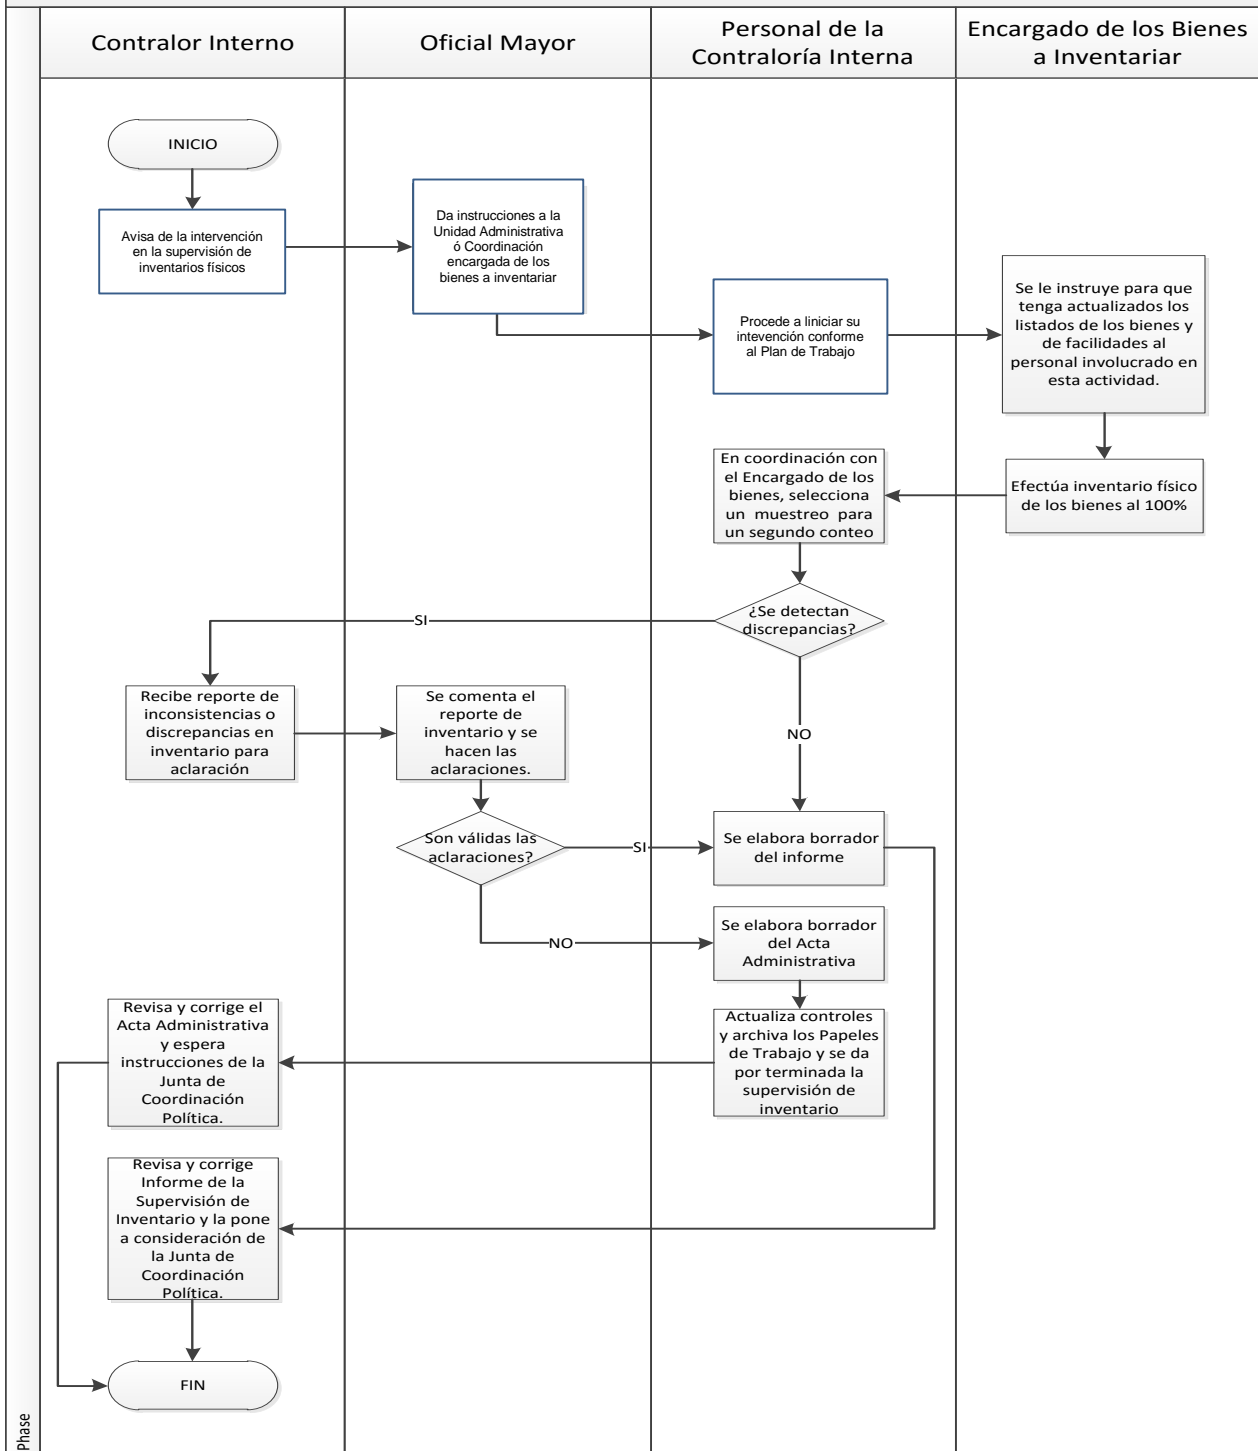 Contralor Interno
Oficial Mayor
Personal de la
Contraloría Interna
Encargado de los Bienes
a Inventariar
INICIO
Avisa de la intervención
en la supervisión de
inventarios físicos
Da instrucciones a la
Unidad Administrativa
ó Coordinación
encargada de los
bienes a inventariar
Procede a liniciar su
intevención conforme
al Plan de Trabajo
Se le instruye para que
tenga actualizados los
listados de los bienes y
de facilidades al
personal involucrado en
esta actividad.
Efectúa inventario físico
de los bienes al 100%
En coordinación con
el Encargado de los
bienes, selecciona
un muestreo para
un segundo conteo
¿Se detectan
discrepancias?
SI
NO
Recibe reporte de
inconsistencias o
discrepancias en
inventario para
aclaración
Se comenta el
reporte de
inventario y se
hacen las
aclaraciones.
Son válidas las
aclaraciones?
SI
Se elabora borrador
del informe
NO
Se elabora borrador
del Acta
Administrativa
Actualiza controles
y archiva los Papeles
de Trabajo y se da
por terminada la
supervisión de
inventario
Revisa y corrige el
Acta Administrativa
y espera
instrucciones de la
Junta de
Coordinación
Política.
Revisa y corrige
Informe de la
Supervisión de
Inventario y la pone
a consideración de
la Junta de
Coordinación
Política.
FIN
Phase